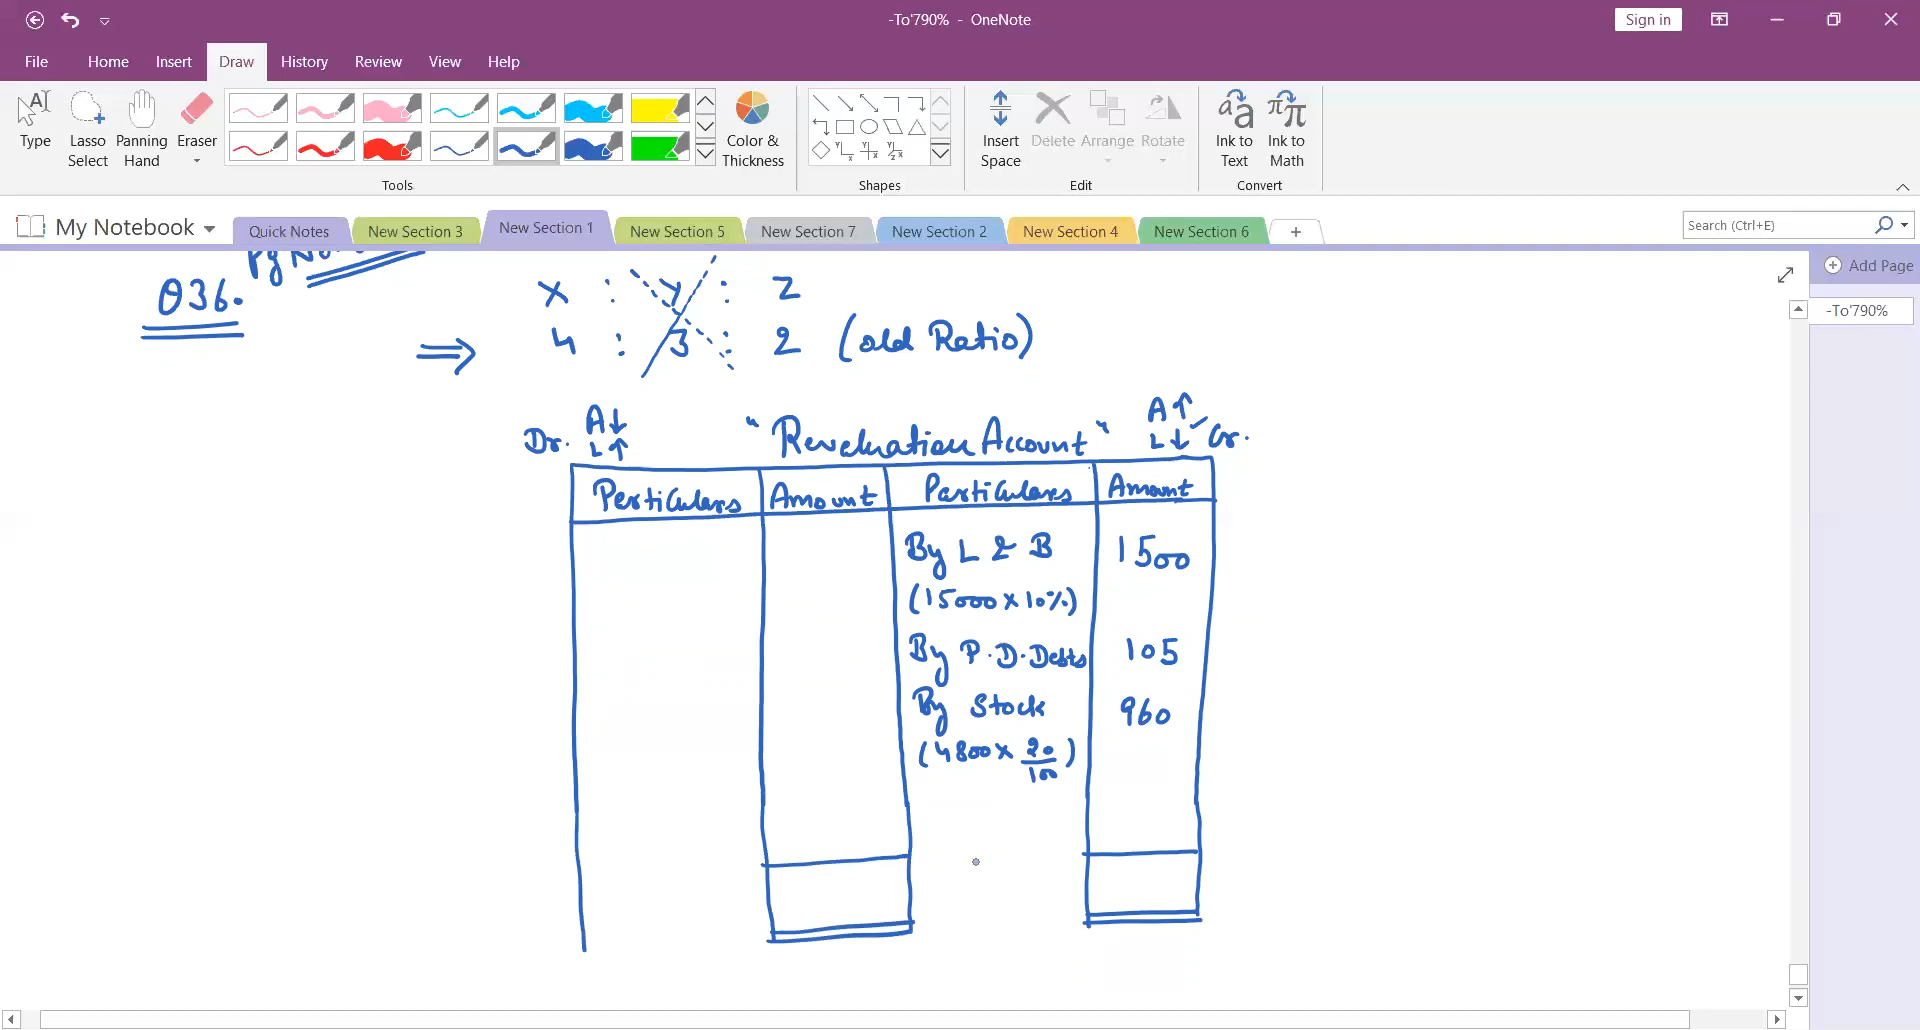 -To'790% - OneNote
Sign in
File Home Insert Draw History Review View Help
Type
Lasso Select
Panning Hand
Eraser
Color & Thickness
Insert Space
Delete
Arrange
Rotate
Ink to Text
Ink to Math
Tools
Shapes
Edit
Convert
My Notebook
Quick Notes
New Section 3
New Section 1
New Section 5
New Section 7
New Section 2
New Section 4
New Section 6
+
Search (Ctrl+E)
Add Page
-To'790%
Pg No.
Q36.
X : Y : Z
⇒ 4 : 3 : 2 (old Ratio)
Dr. A↓ L↑ "Revaluation Account" A↑ L↓ Cr.
Particulars Amount Particulars Amount
By L & B 1500
(15000 × 10%)
By P.D.Debts 105
By Stock 960
(4800 × 20/100)